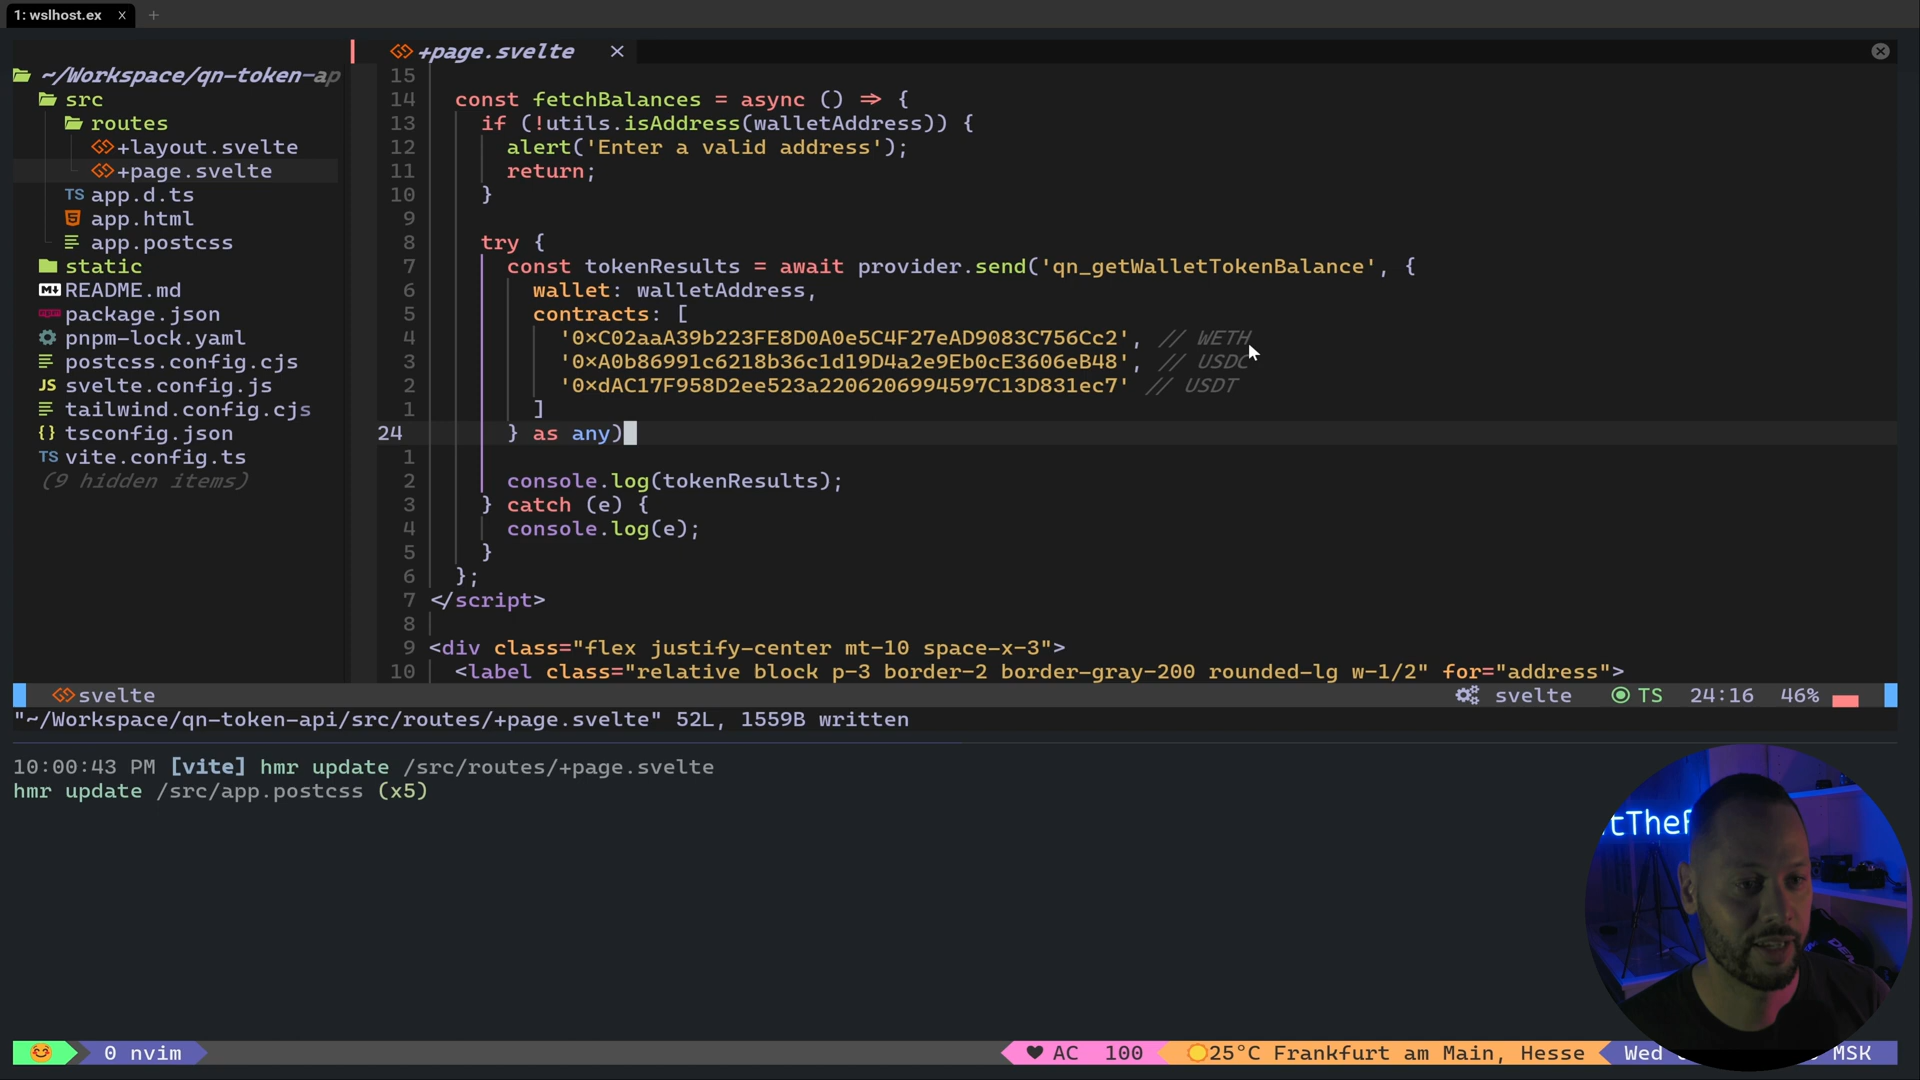 1: wslhost.ex x +
~/Workspace/qn-token-ap
src
routes
+layout.svelte
+page.svelte
TS app.d.ts
app.html
app.postcss
static
README.md
package.json
pnpm-lock.yaml
postcss.config.cjs
JS svelte.config.js
tailwind.config.cjs
{} tsconfig.json
TS vite.config.ts
(9 hidden items)
+page.svelte ×
15
14 const fetchBalances = async () => {
13 if (!utils.isAddress(walletAddress)) {
12 alert('Enter a valid address');
11 return;
10 }
9
8 try {
7 const tokenResults = await provider.send('qn_getWalletTokenBalance', {
6 wallet: walletAddress,
5 contracts: [
4 '0xC02aaA39b223FE8D0A0e5C4F27eAD9083C756Cc2', // WETH
3 '0xA0b86991c6218b36c1d19D4a2e9Eb0cE3606eB48', // USDC
2 '0xdAC17F958D2ee523a2206206994597C13D831ec7' // USDT
1 ]
24 } as any)
1
2 console.log(tokenResults);
3 } catch (e) {
4 console.log(e);
5 }
6 };
7 </script>
8
9 <div class="flex justify-center mt-10 space-x-3">
10 <label class="relative block p-3 border-2 border-gray-200 rounded-lg w-1/2" for="address">
svelte svelte TS 24:16 46%
"~/Workspace/qn-token-api/src/routes/+page.svelte" 52L, 1559B written
10:00:43 PM [vite] hmr update /src/routes/+page.svelte
hmr update /src/app.postcss (x5)
0 nvim AC 100 25°C Frankfurt am Main, Hesse Wed MSK